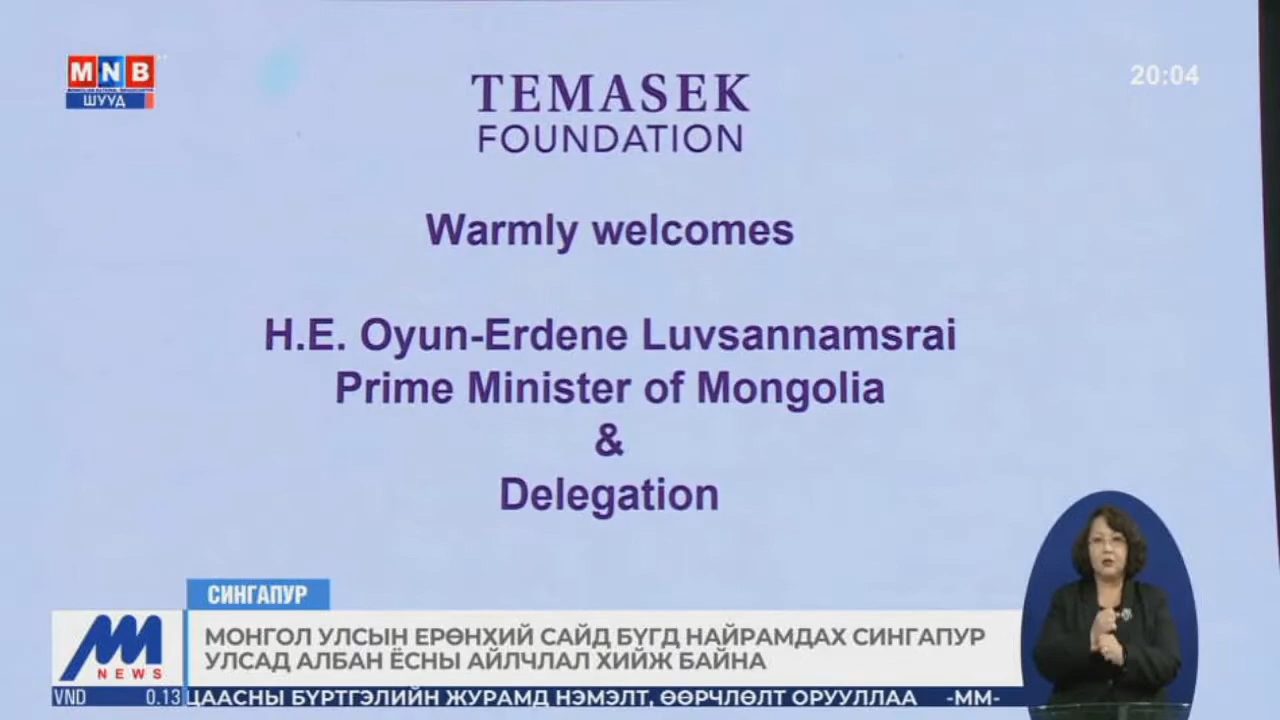 MNB
ШУУД
20:04
TEMASEK
FOUNDATION
Warmly welcomes
H.E. Oyun-Erdene Luvsannamsrai
Prime Minister of Mongolia
&
Delegation
СИНГАПУР
МОНГОЛ УЛСЫН ЕРӨНХИЙ САЙД БҮГД НАЙРАМДАХ СИНГАПУР
УЛСАД АЛБАН ЁСНЫ АЙЛЧЛАЛ ХИЙЖ БАЙНА
NEWS
VND 0.13 ЦААСНЫ БҮРТГЭЛИЙН ЖУРАМД НЭМЭЛТ, ӨӨРЧЛӨЛТ ОРУУЛЛАА -MM-